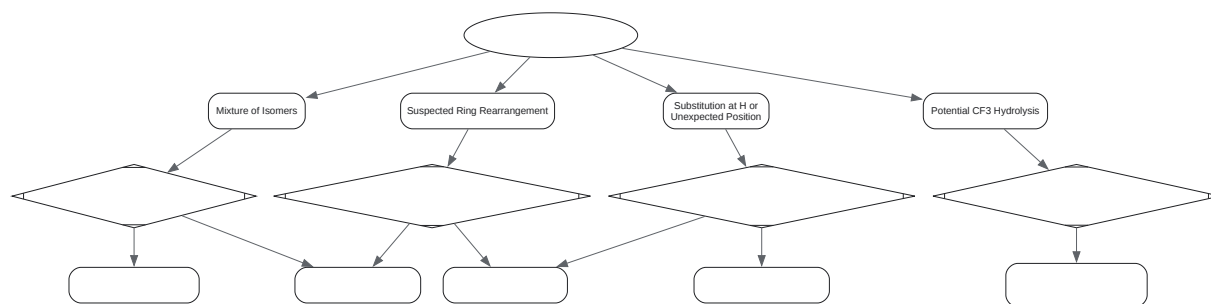 Mixture of Isomers
Suspected Ring Rearrangement
Substitution at H or
Unexpected Position
Potential CF3 Hydrolysis